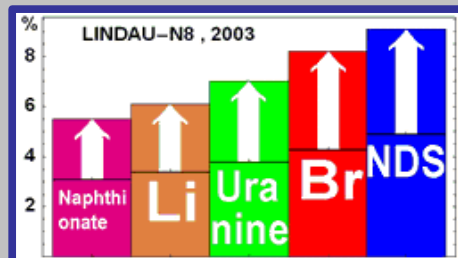 %
LINDAU–N8 , 2003
8
6
4
2
Naphthi
onate
Li
Ura
nine
Br
NDS